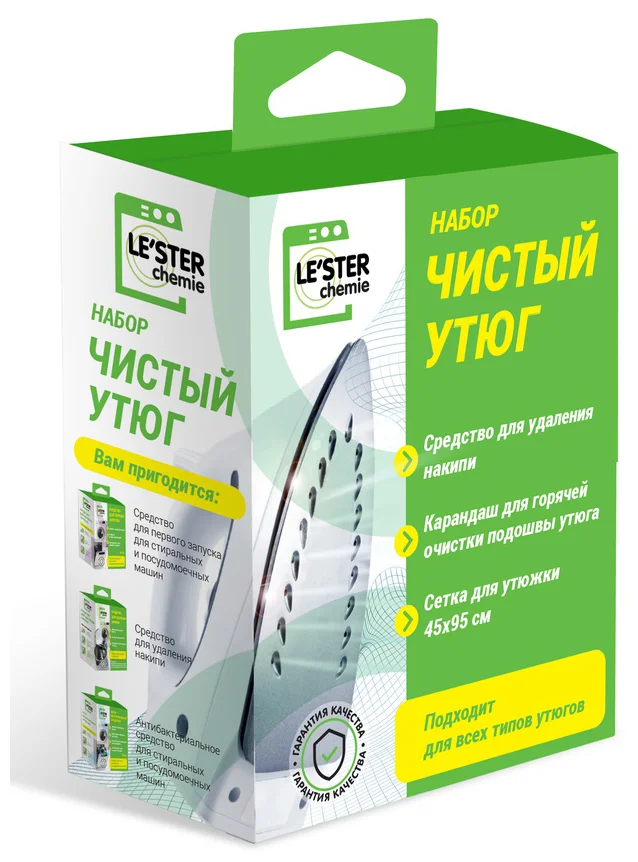 LE'STER
chemie
НАБОР
ЧИСТЫЙ
УТЮГ
Вам пригодится:
Средство
для первого запуска
для стиральных
и посудомоечных
машин
Средство
для удаления
накипи
Антибактериальное
средство
для стиральных
и посудомоечных
машин
LE'STER
chemie
НАБОР
ЧИСТЫЙ
УТЮГ
Средство для удаления
накипи
Карандаш для горячей
очистки подошвы утюга
Сетка для утюжки
45х95 см
Подходит
для всех типов утюгов
ГАРАНТИЯ КАЧЕСТВА
ГАРАНТИЯ КАЧЕСТВА